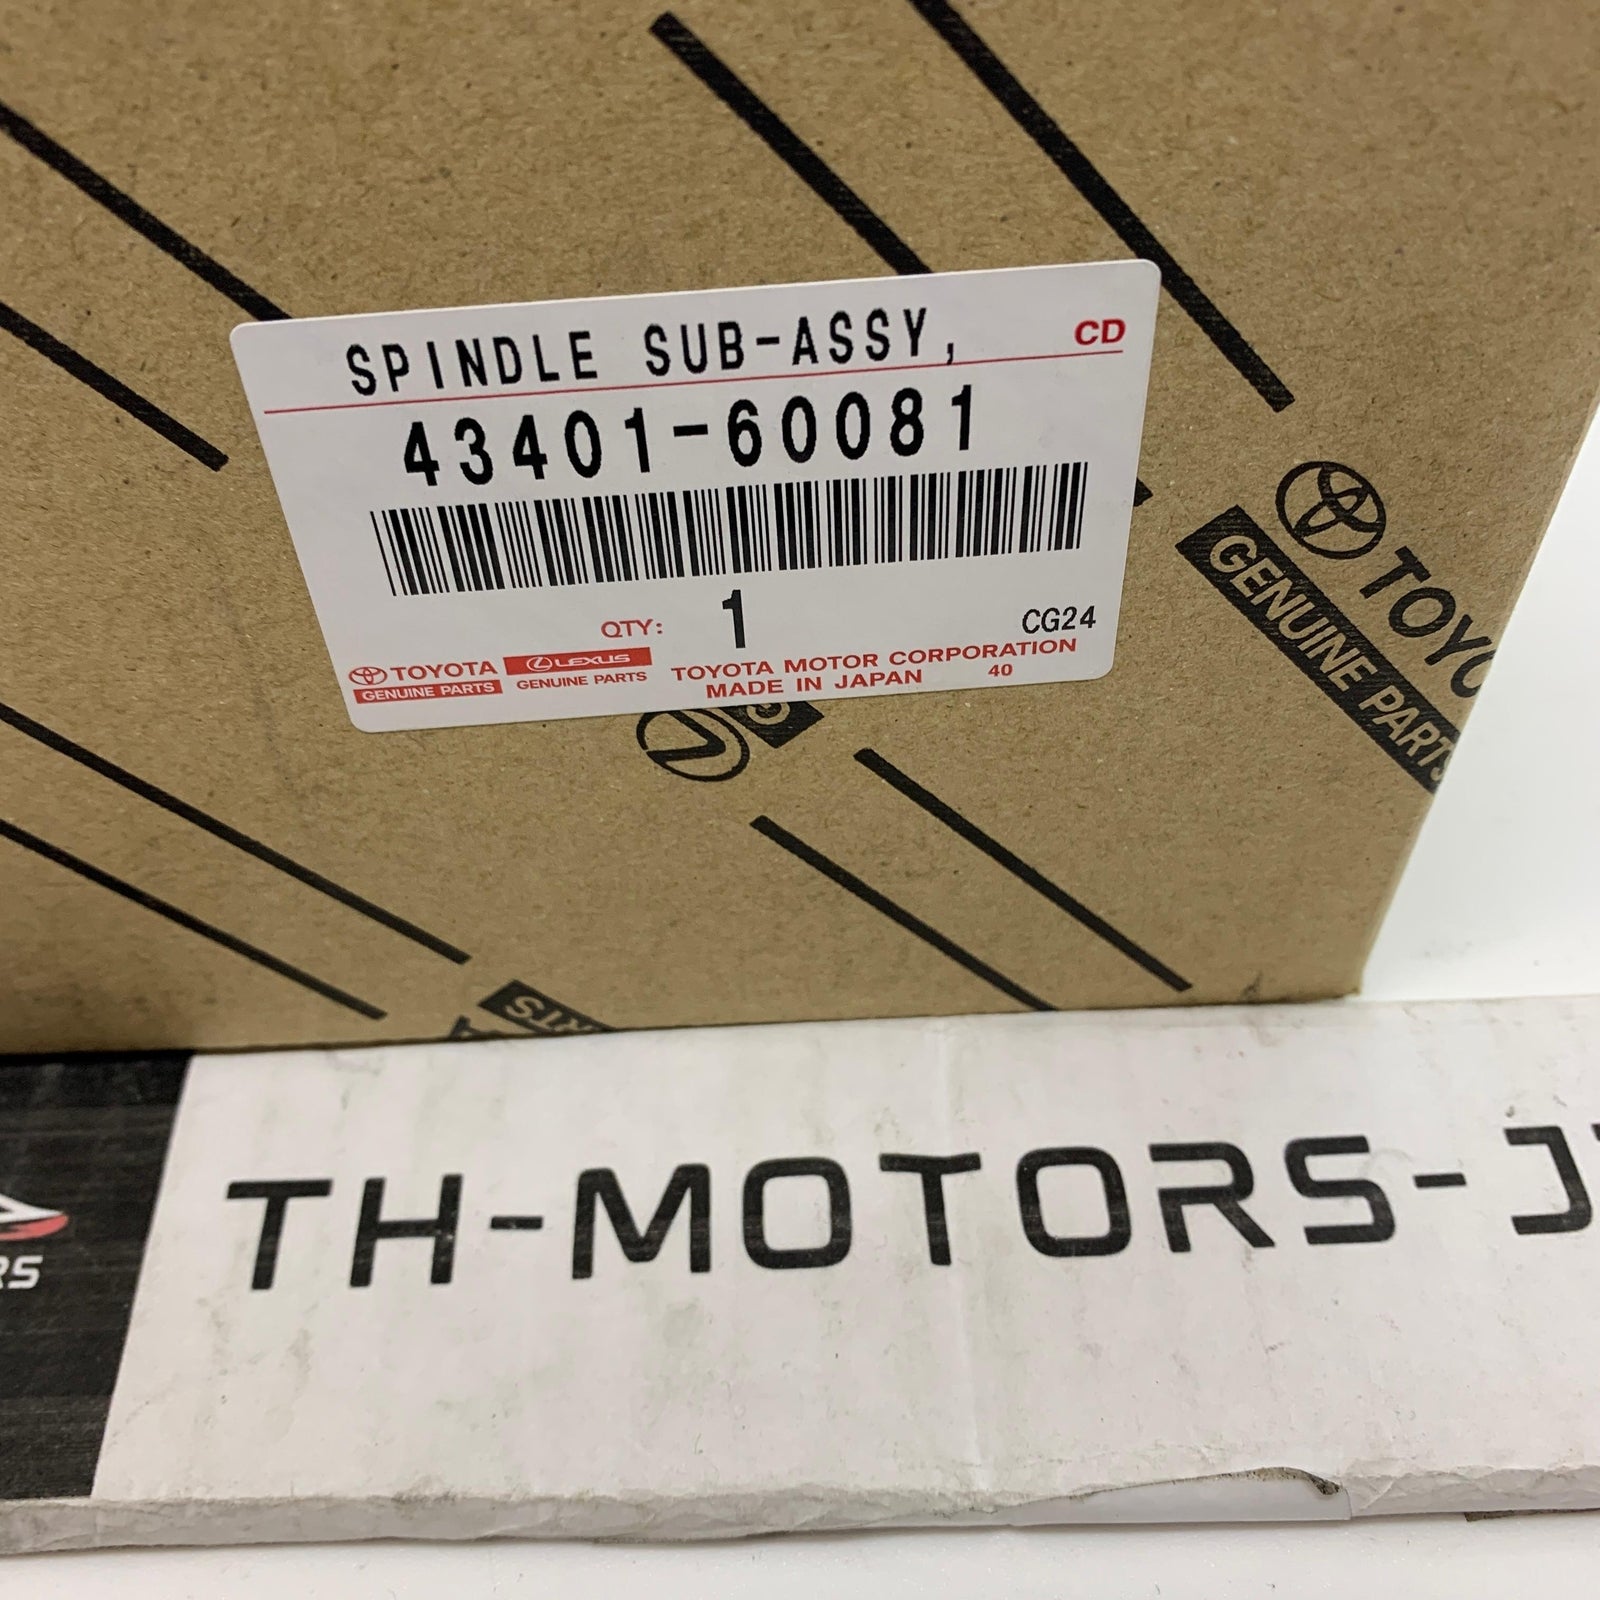 SPINDLE SUB-ASSY,
CD
43401-60081
QTY: 1
CG24
TOYOTA
GENUINE PARTS
LEXUS
GENUINE PARTS
TOYOTA MOTOR CORPORATION
MADE IN JAPAN 40
GENUINE PARTS
TH-MOTORS-